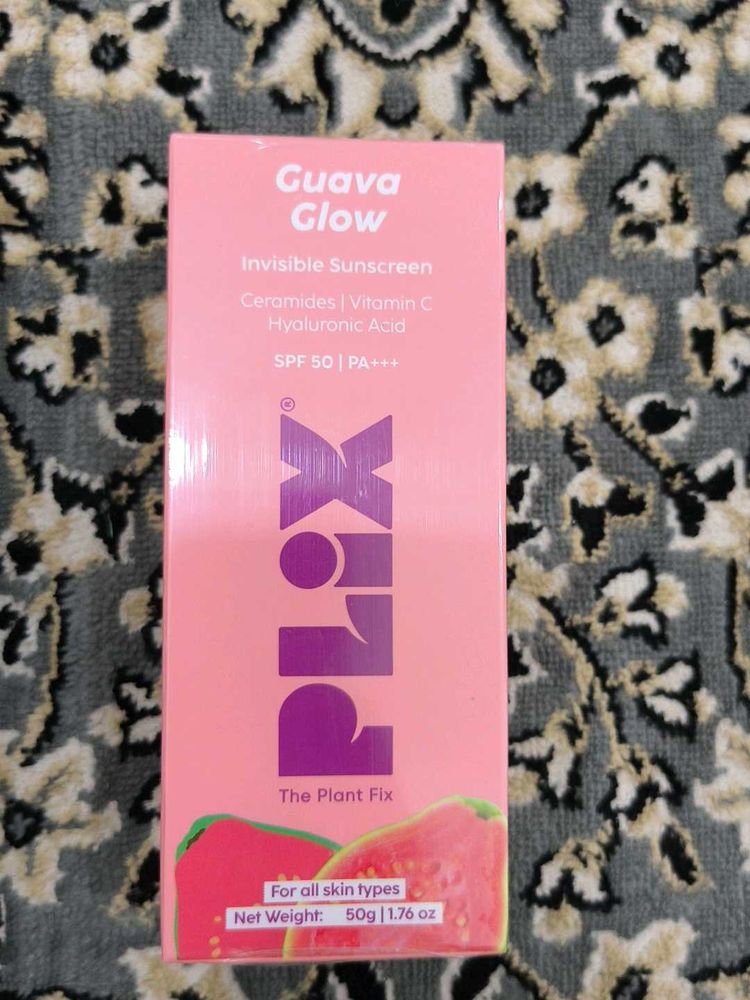 Guava
Glow
Invisible Sunscreen
Ceramides | Vitamin C
Hyaluronic Acid
SPF 50 | PA+++
PLiX®
The Plant Fix
For all skin types
Net Weight: 50g | 1.76 oz